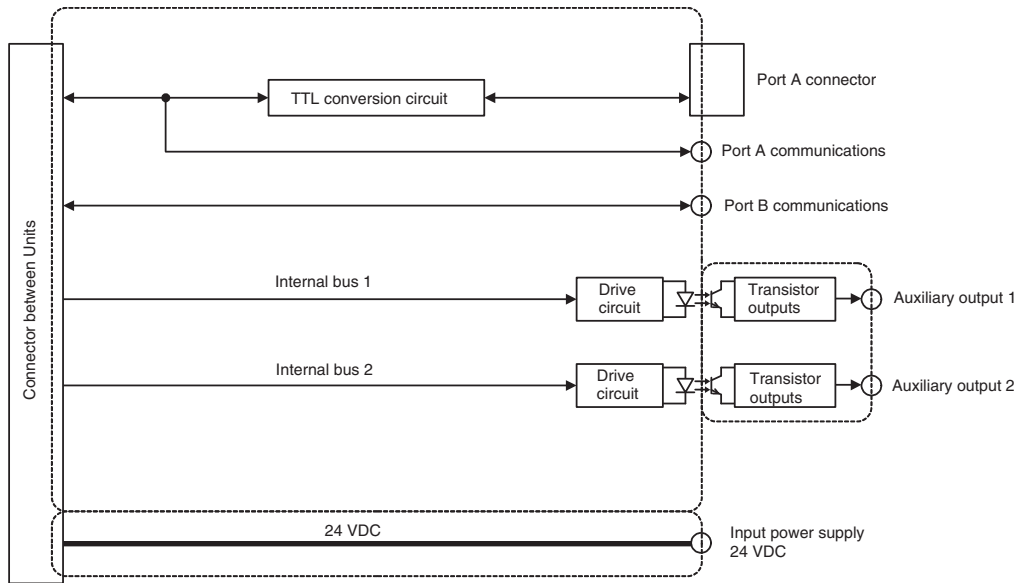 Port A connector
TTL conversion circuit
Port A communications
Port B communications
Connector between Units
Internal bus 1
Drive
circuit
Transistor
outputs
Auxiliary output 1
Internal bus 2
Drive
circuit
Transistor
outputs
Auxiliary output 2
24 VDC
Input power supply
24 VDC